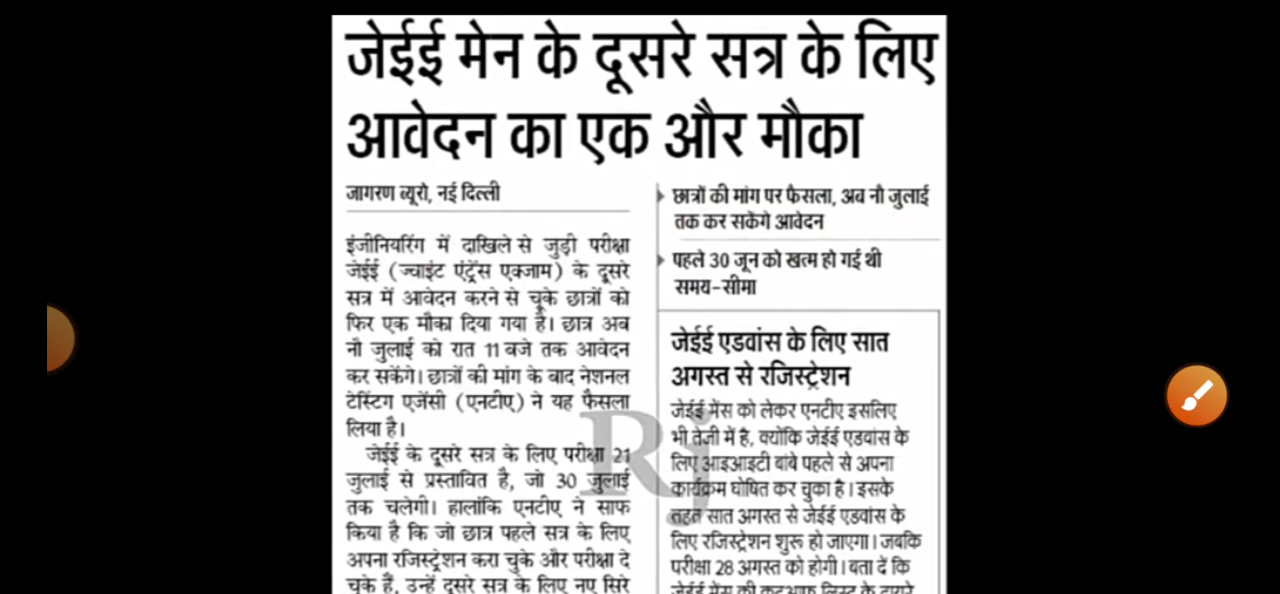 जेईई मेन के दूसरे सत्र के लिए
आवेदन का एक और मौका
जागरण ब्यूरो, नई दिल्ली
इंजीनियरिंग में दाखिले से जुड़ी परीक्षा
जेईई (ज्वाइंट एंट्रेंस एक्जाम) के दूसरे
सत्र में आवेदन करने से चूके छात्रों को
फिर एक मौका दिया गया है। छात्र अब
नौ जुलाई को रात 11 बजे तक आवेदन
कर सकेंगे। छात्रों की मांग के बाद नेशनल
टेस्टिंग एजेंसी (एनटीए) ने यह फैसला
लिया है।
जेईई के दूसरे सत्र के लिए परीक्षा 21
जुलाई से प्रस्तावित है, जो 30 जुलाई
तक चलेगी। हालांकि एनटीए ने साफ
किया है कि जो छात्र पहले सत्र के लिए
अपना रजिस्ट्रेशन करा चुके और परीक्षा दे
चुके हैं, उन्हें दूसरे सत्र के लिए नए सिरे
छात्रों की मांग पर फैसला, अब नौ जुलाई
तक कर सकेंगे आवेदन
पहले 30 जून को खत्म हो गई थी
समय-सीमा
जेईई एडवांस के लिए सात
अगस्त से रजिस्ट्रेशन
जेईई मेंस को लेकर एनटीए इसलिए
भी तेजी में है, क्योंकि जेईई एडवांस के
लिए आइआइटी बांबे पहले से अपना
कार्यक्रम घोषित कर चुका है। इसके
तहत सात अगस्त से जेईई एडवांस के
लिए रजिस्ट्रेशन शुरू हो जाएगा। जबकि
परीक्षा 28 अगस्त को होगी। बता दें कि
जेईई मेंस की कटआफ लिस्ट के दायरे
Rj